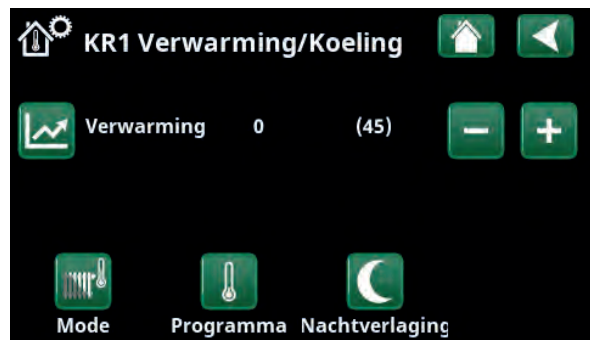 KR1 Verwarming/Koeling
Verwarming 0 (45)
Mode Programma Nachtverlaging